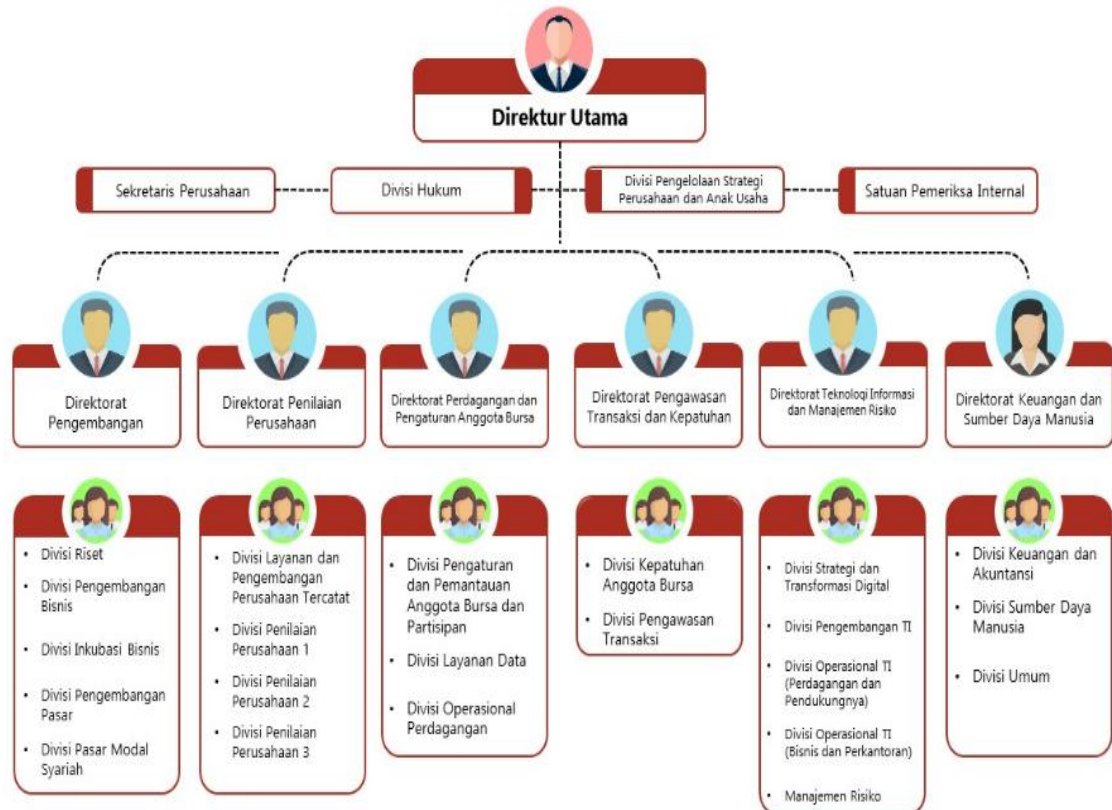 Direktur Utama
Sekretaris Perusahaan
Divisi Hukum
Divisi Pengelolaan Strategi
Perusahaan dan Anak Usaha
Satuan Pemeriksa Internal
Direktorat
Pengembangan
Direktorat Penilaian
Perusahaan
Direktorat Perdagangan dan
Pengaturan Anggota Bursa
Direktorat Pengawasan
Transaksi dan Kepatuhan
Direktorat Teknologi Informasi
dan Manajemen Risiko
Direktorat Keuangan dan
Sumber Daya Manusia
• Divisi Riset
• Divisi Pengembangan
Bisnis
• Divisi Inkubasi Bisnis
• Divisi Pengembangan
Pasar
• Divisi Pasar Modal
Syariah
• Divisi Layanan dan
Pengembangan
Perusahaan Tercatat
• Divisi Penilaian
Perusahaan 1
• Divisi Penilaian
Perusahaan 2
• Divisi Penilaian
Perusahaan 3
• Divisi Pengaturan
dan Pemantauan
Anggota Bursa dan
Partisipan
• Divisi Layanan Data
• Divisi Operasional
Perdagangan
• Divisi Kepatuhan
Anggota Bursa
• Divisi Pengawasan
Transaksi
• Divisi Strategi dan
Transformasi Digital
• Divisi Pengembangan TI
• Divisi Operasional TI
(Perdagangan dan
Pendukungnya)
• Divisi Operasional TI
(Bisnis dan Perkantoran)
• Manajemen Risiko
• Divisi Keuangan dan
Akuntansi
• Divisi Sumber Daya
Manusia
• Divisi Umum